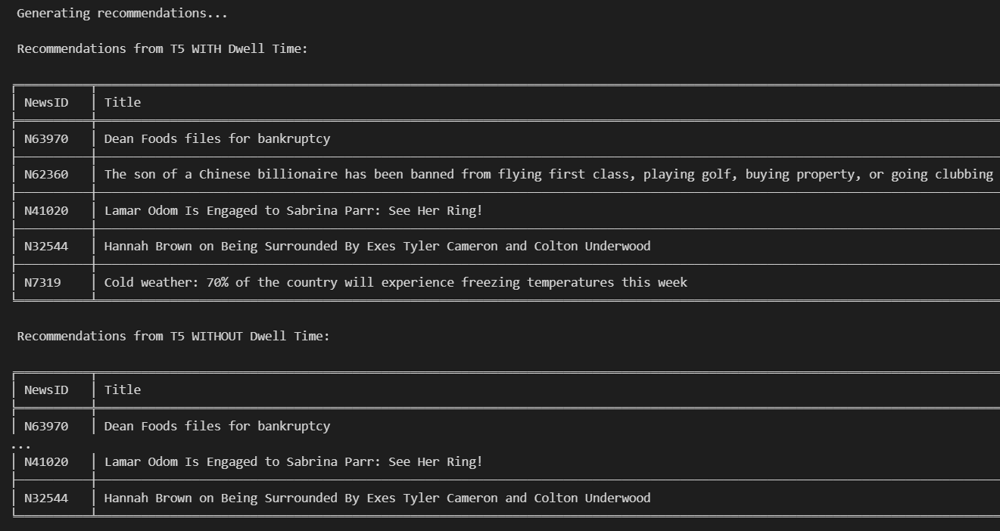 Generating recommendations...
Recommendations from T5 WITH Dwell Time:
NewsID Title
N63970 Dean Foods files for bankruptcy
N62360 The son of a Chinese billionaire has been banned from flying first class, playing golf, buying property, or going clubbing
N41020 Lamar Odom Is Engaged to Sabrina Parr: See Her Ring!
N32544 Hannah Brown on Being Surrounded By Exes Tyler Cameron and Colton Underwood
N7319 Cold weather: 70% of the country will experience freezing temperatures this week
Recommendations from T5 WITHOUT Dwell Time:
NewsID Title
N63970 Dean Foods files for bankruptcy
...
N41020 Lamar Odom Is Engaged to Sabrina Parr: See Her Ring!
N32544 Hannah Brown on Being Surrounded By Exes Tyler Cameron and Colton Underwood